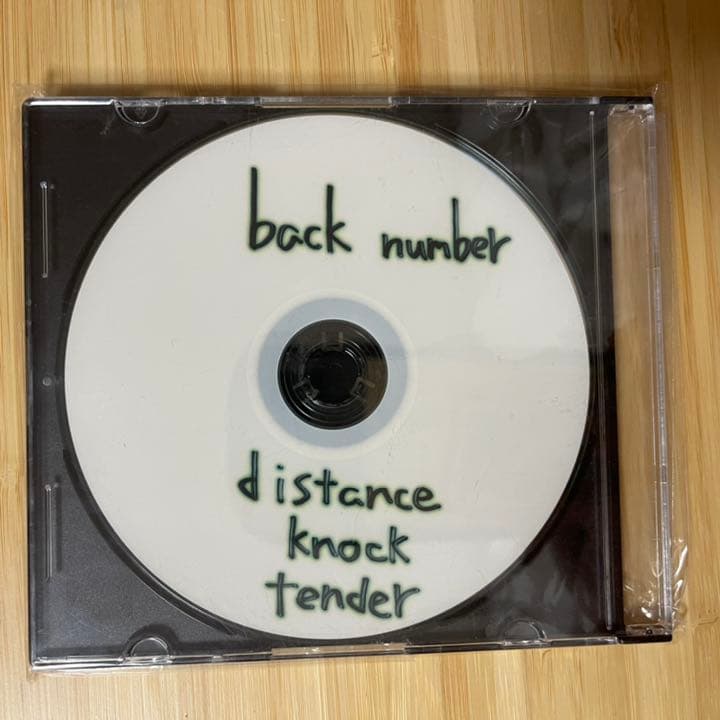 back number
distance
knock
tender